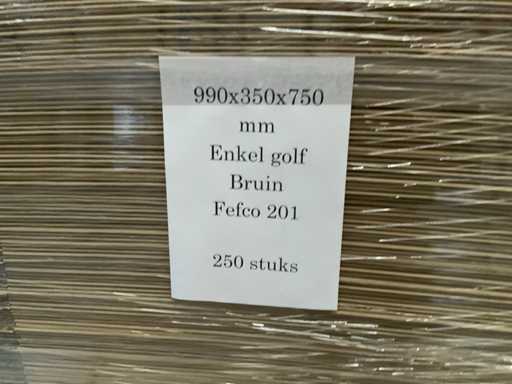 990x350x750
mm
Enkel golf
Bruin
Fefco 201
250 stuks